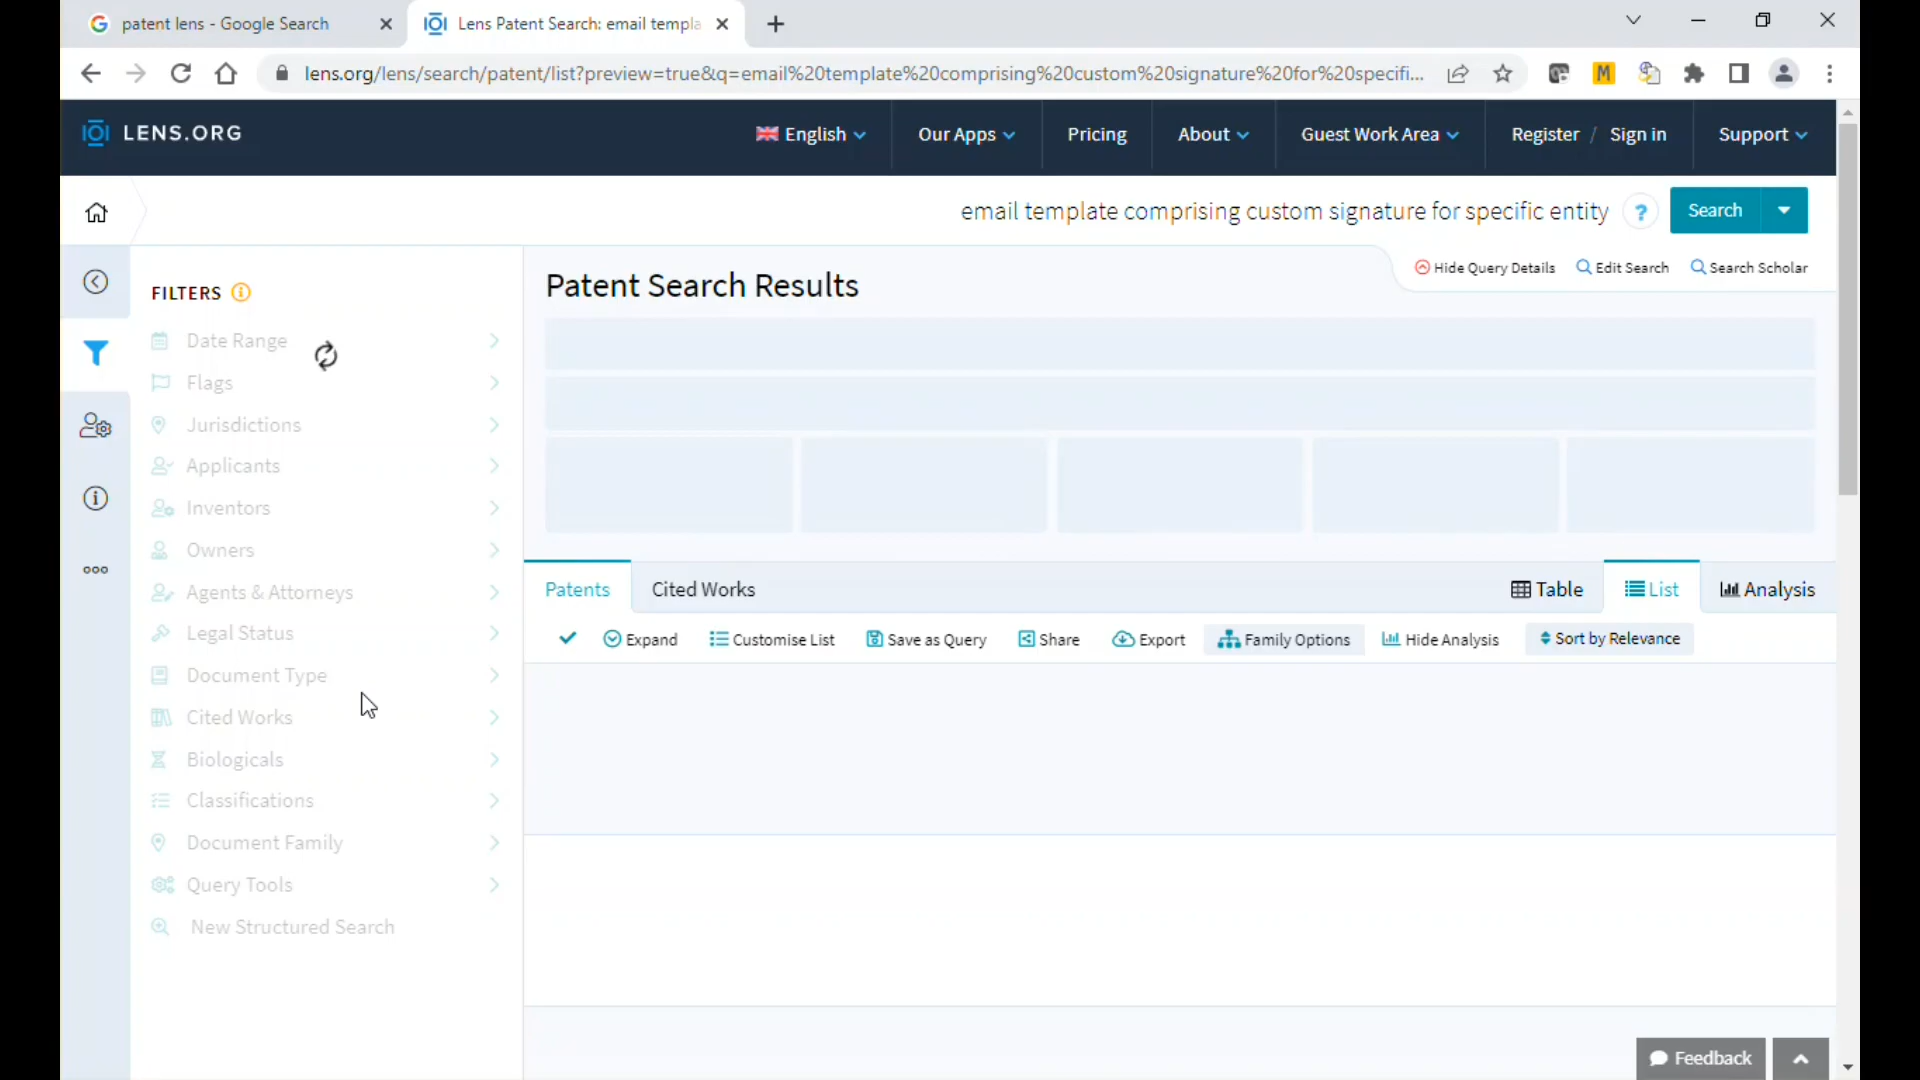 patent lens - Google Search
Lens Patent Search: email templa
lens.org/lens/search/patent/list?preview=true&q=email%20template%20comprising%20custom%20signature%20for%20specifi...
M
LENS.ORG
English
Our Apps
Pricing
About
Guest Work Area
Register / Sign in
Support
email template comprising custom signature for specific entity
?
Search
Hide Query Details
Edit Search
Search Scholar
FILTERS
Date Range
Flags
Jurisdictions
Applicants
Inventors
Owners
Agents & Attorneys
Legal Status
Document Type
Cited Works
Biologicals
Classifications
Document Family
Query Tools
New Structured Search
Patent Search Results
Patents
Cited Works
Table
List
Analysis
Expand
Customise List
Save as Query
Share
Export
Family Options
Hide Analysis
Sort by Relevance
Feedback